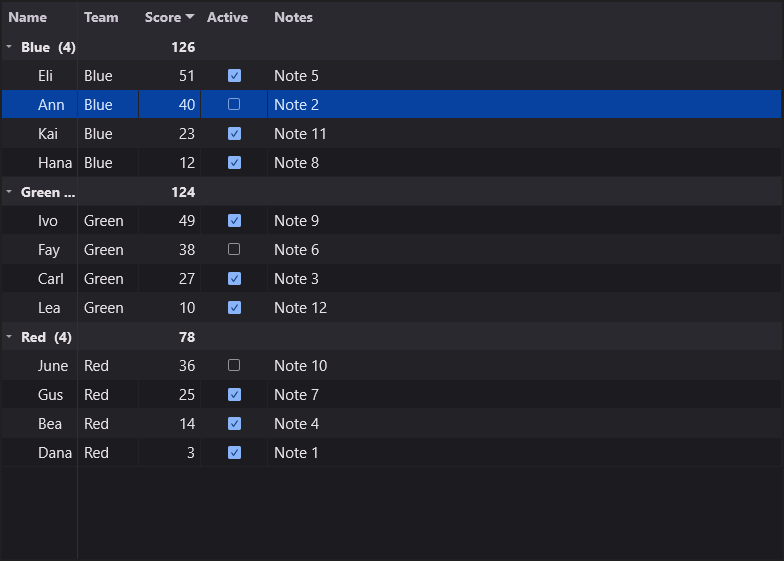 Name Team Score Active Notes
Blue (4) 126
Eli Blue 51 Note 5
Ann Blue 40 Note 2
Kai Blue 23 Note 11
Hana Blue 12 Note 8
Green ... 124
Ivo Green 49 Note 9
Fay Green 38 Note 6
Carl Green 27 Note 3
Lea Green 10 Note 12
Red (4) 78
June Red 36 Note 10
Gus Red 25 Note 7
Bea Red 14 Note 4
Dana Red 3 Note 1